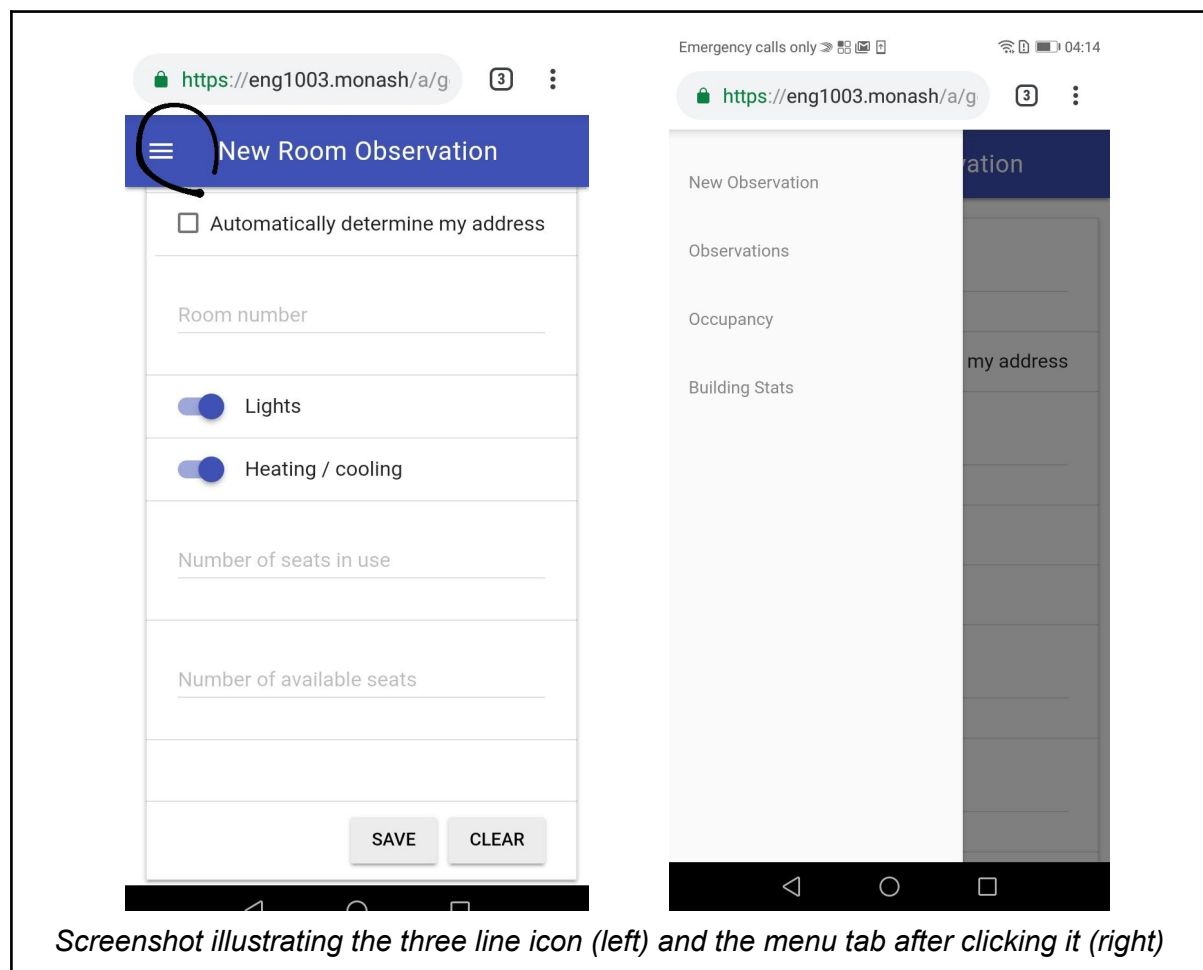 https://eng1003.monash/a/g
3
New Room Observation
Automatically determine my address
Room number
Lights
Heating / cooling
Number of seats in use
Number of available seats
SAVE CLEAR
Emergency calls only 04:14
https://eng1003.monash/a/g
3
vation
New Observation
Observations
Occupancy
my address
Building Stats
Screenshot illustrating the three line icon (left) and the menu tab after clicking it (right)